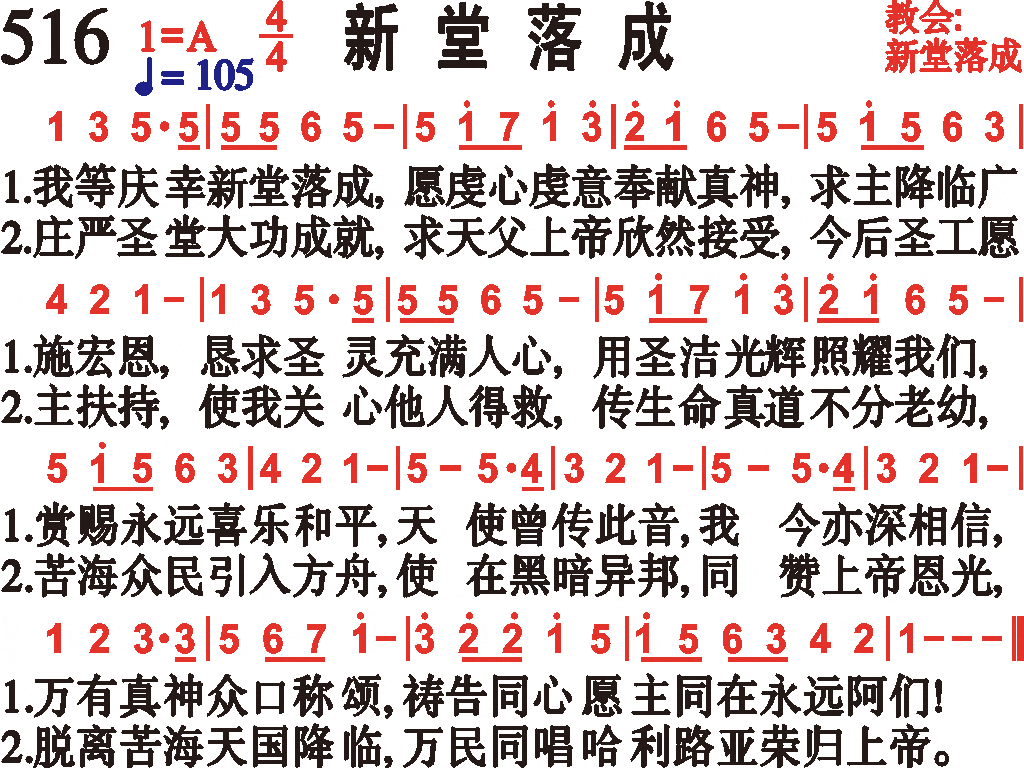 516 1=A 4/4 新堂落成 教会:
♩= 105 新堂落成
1 3 5·5|5 5 6 5-|5 i 7 i 3̇|2̇ i 6 5-|5 i 5 6 3|
1.我等庆幸新堂落成, 愿虔心虔意奉献真神, 求主降临广
2.庄严圣堂大功成就, 求天父上帝欣然接受, 今后圣工愿
4 2 1-|1 3 5·5|5 5 6 5-|5 i 7 i 3̇|2̇ i 6 5-|
1.施宏恩, 恳求圣灵充满人心, 用圣洁光辉照耀我们,
2.主扶持, 使我关心他人得救, 传生命真道不分老幼,
5 i 5 6 3|4 2 1-|5- 5·4|3 2 1-|5- 5·4|3 2 1-|
1.赏赐永远喜乐和平,天 使曾传此音,我 今亦深相信,
2.苦海众民引入方舟,使 在黑暗异邦,同 赞上帝恩光,
1 2 3·3|5 6 7 i-|3̇ 2̇ 2̇ i 5|i 5 6 3 4 2|1---‖
1.万有真神众口称颂,祷告同心愿主同在永远阿们!
2.脱离苦海天国降临,万民同唱哈利路亚荣归上帝。